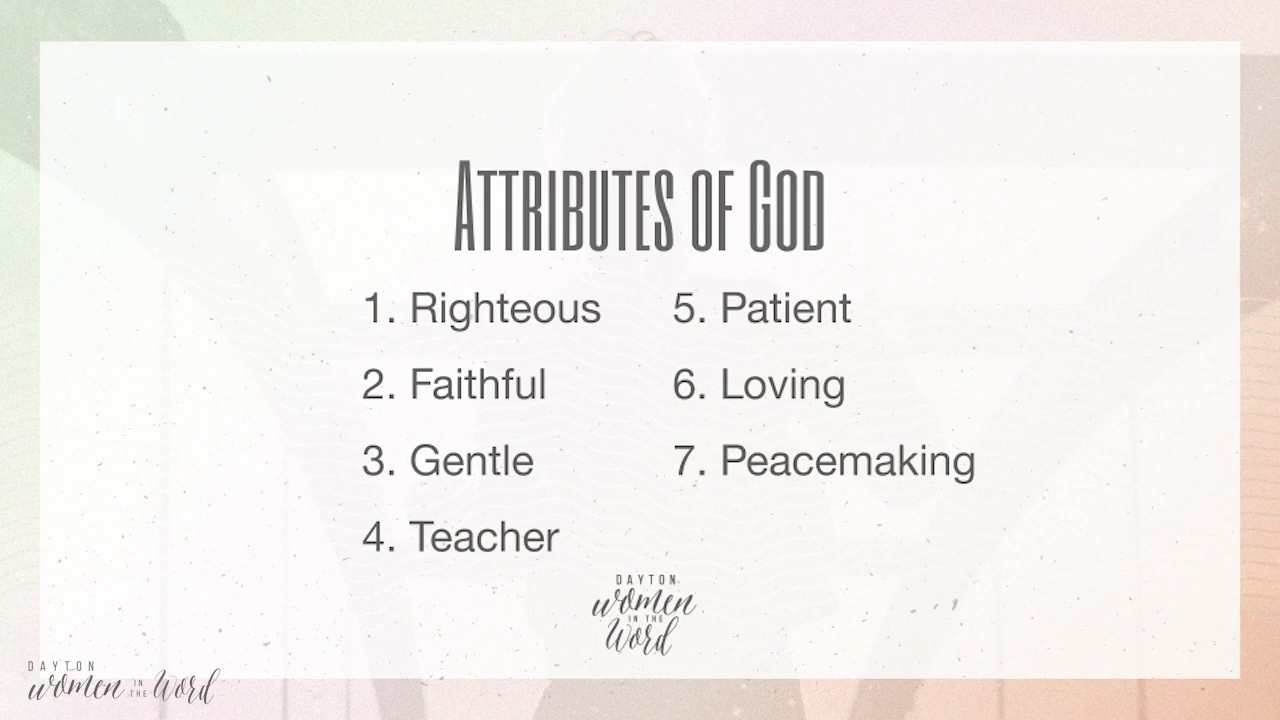 Attributes of God
1. Righteous
2. Faithful
3. Gentle
4. Teacher
5. Patient
6. Loving
7. Peacemaking
DAYTON
women
IN THE
Word
DAYTON
women IN THE Word